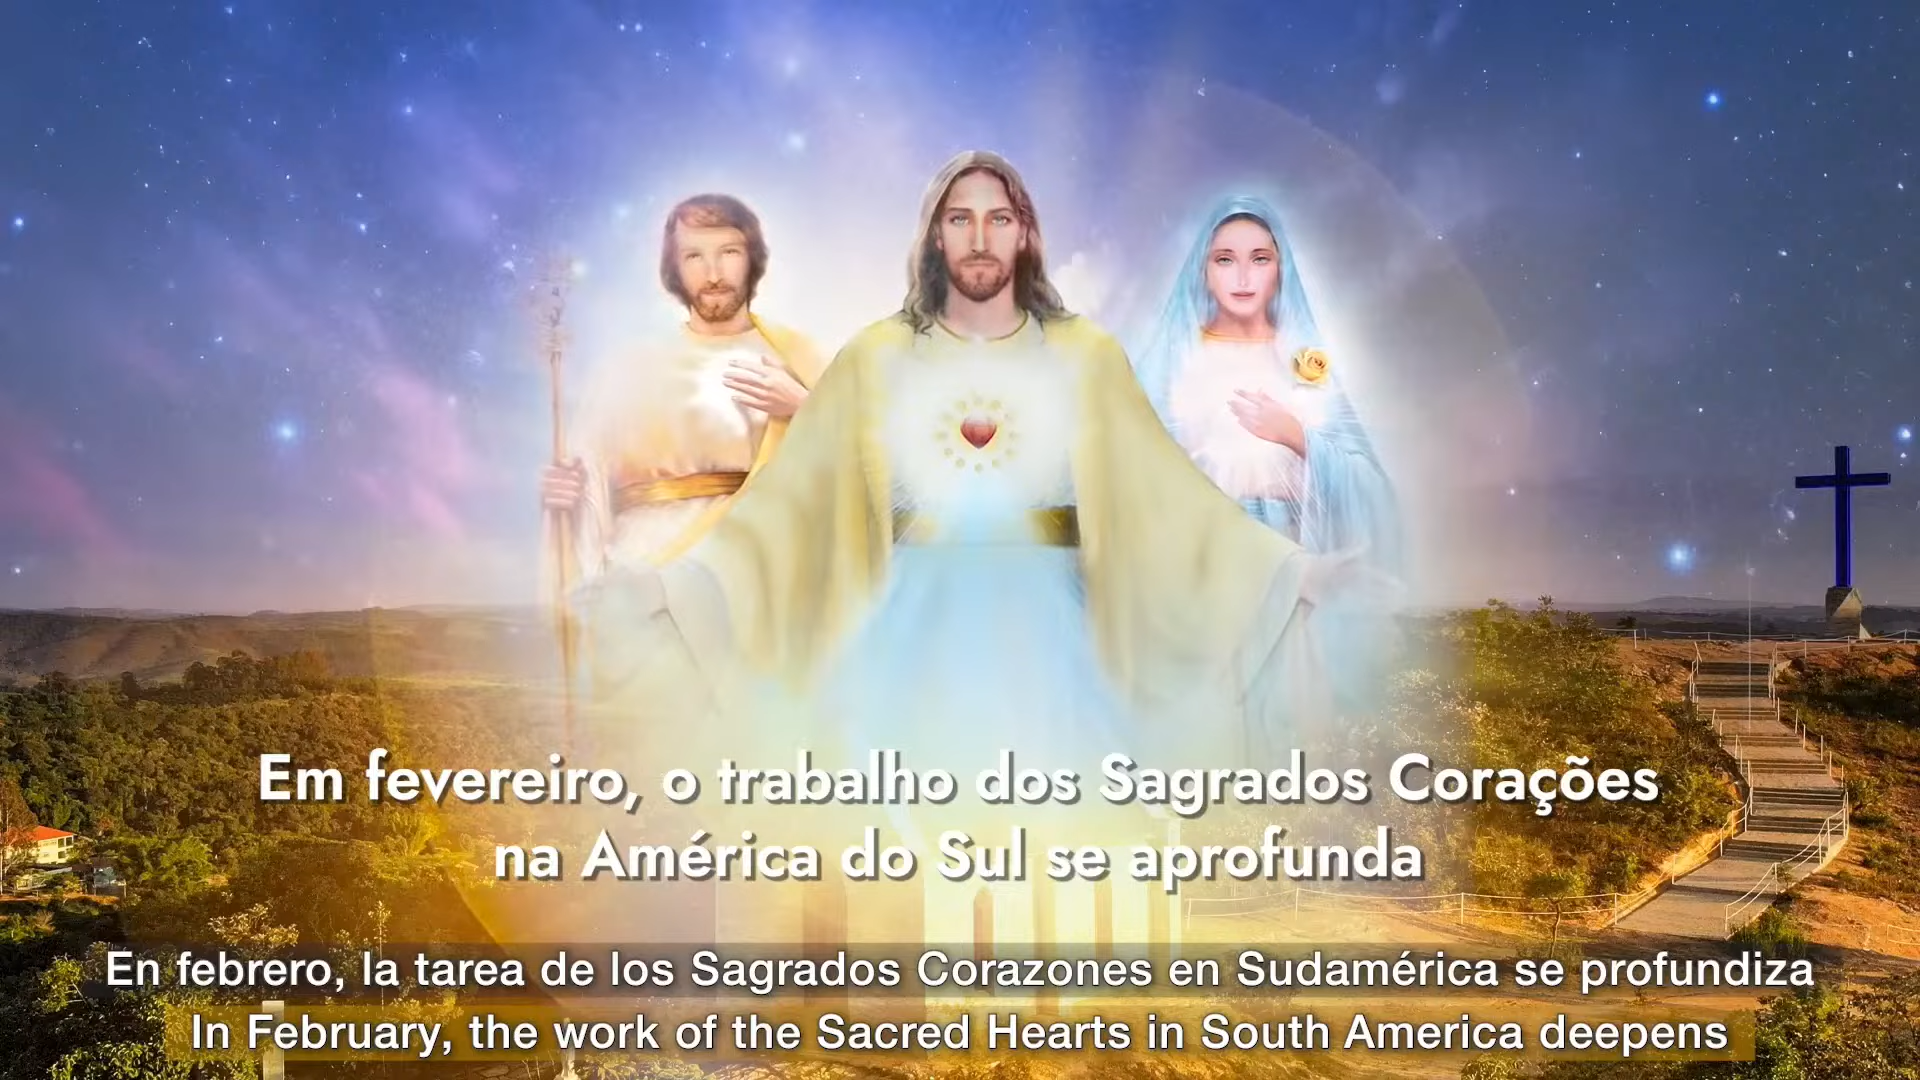 Em fevereiro, o trabalho dos Sagrados Corações
na América do Sul se aprofunda
En febrero, la tarea de los Sagrados Corazones en Sudamérica se profundiza
In February, the work of the Sacred Hearts in South America deepens